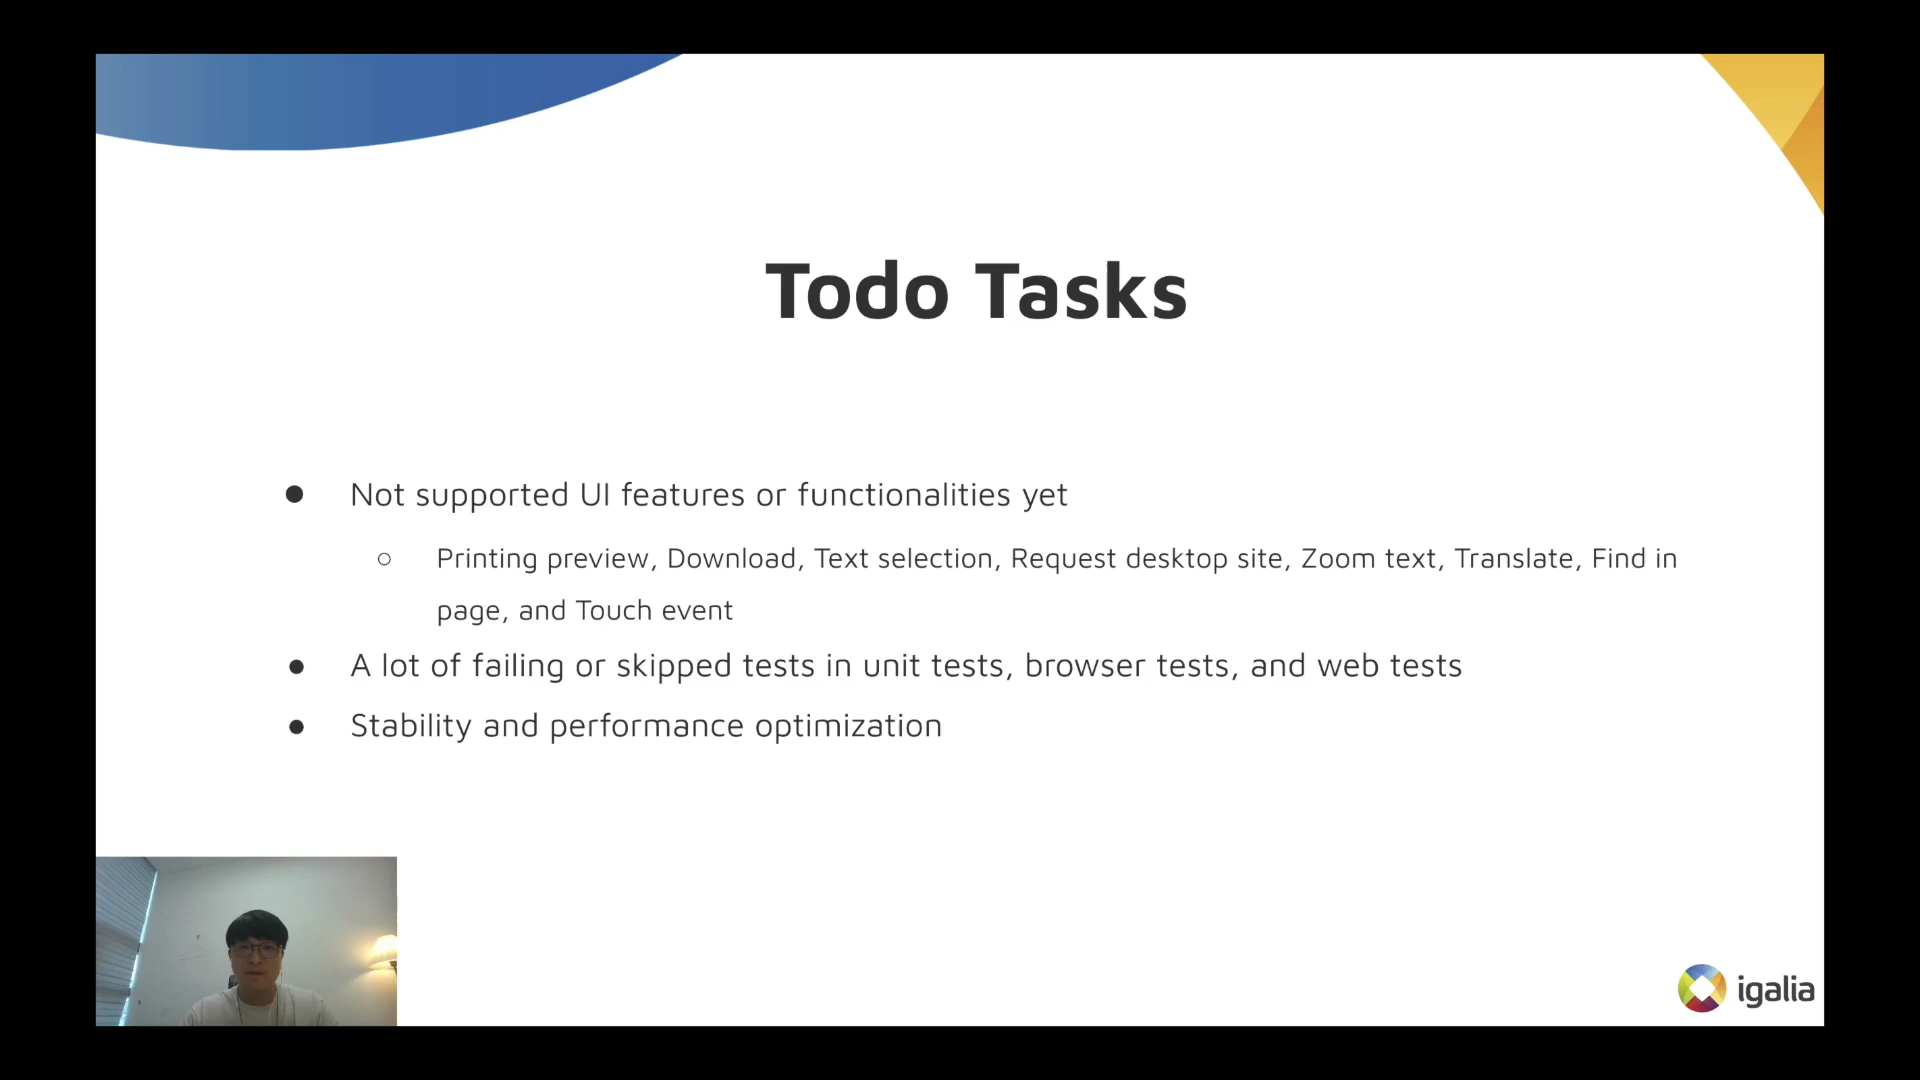 Todo Tasks
● Not supported UI features or functionalities yet
○ Printing preview, Download, Text selection, Request desktop site, Zoom text, Translate, Find in
page, and Touch event
● A lot of failing or skipped tests in unit tests, browser tests, and web tests
● Stability and performance optimization
igalia